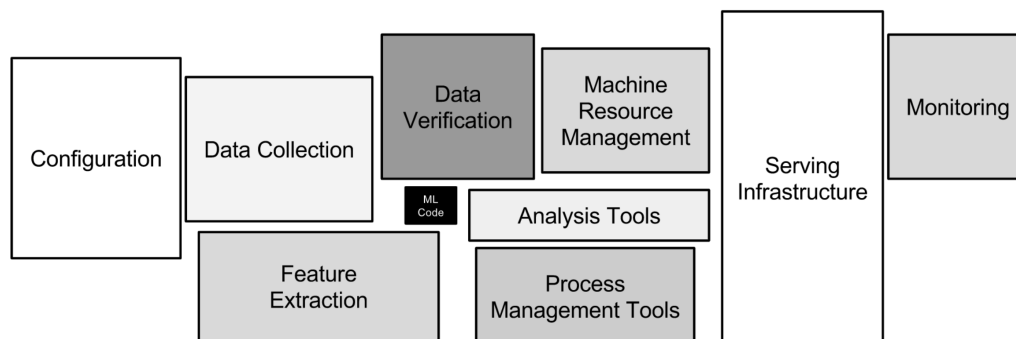 Configuration
Data Collection
Feature
Extraction
Data
Verification
ML
Code
Machine
Resource
Management
Analysis Tools
Process
Management Tools
Serving
Infrastructure
Monitoring